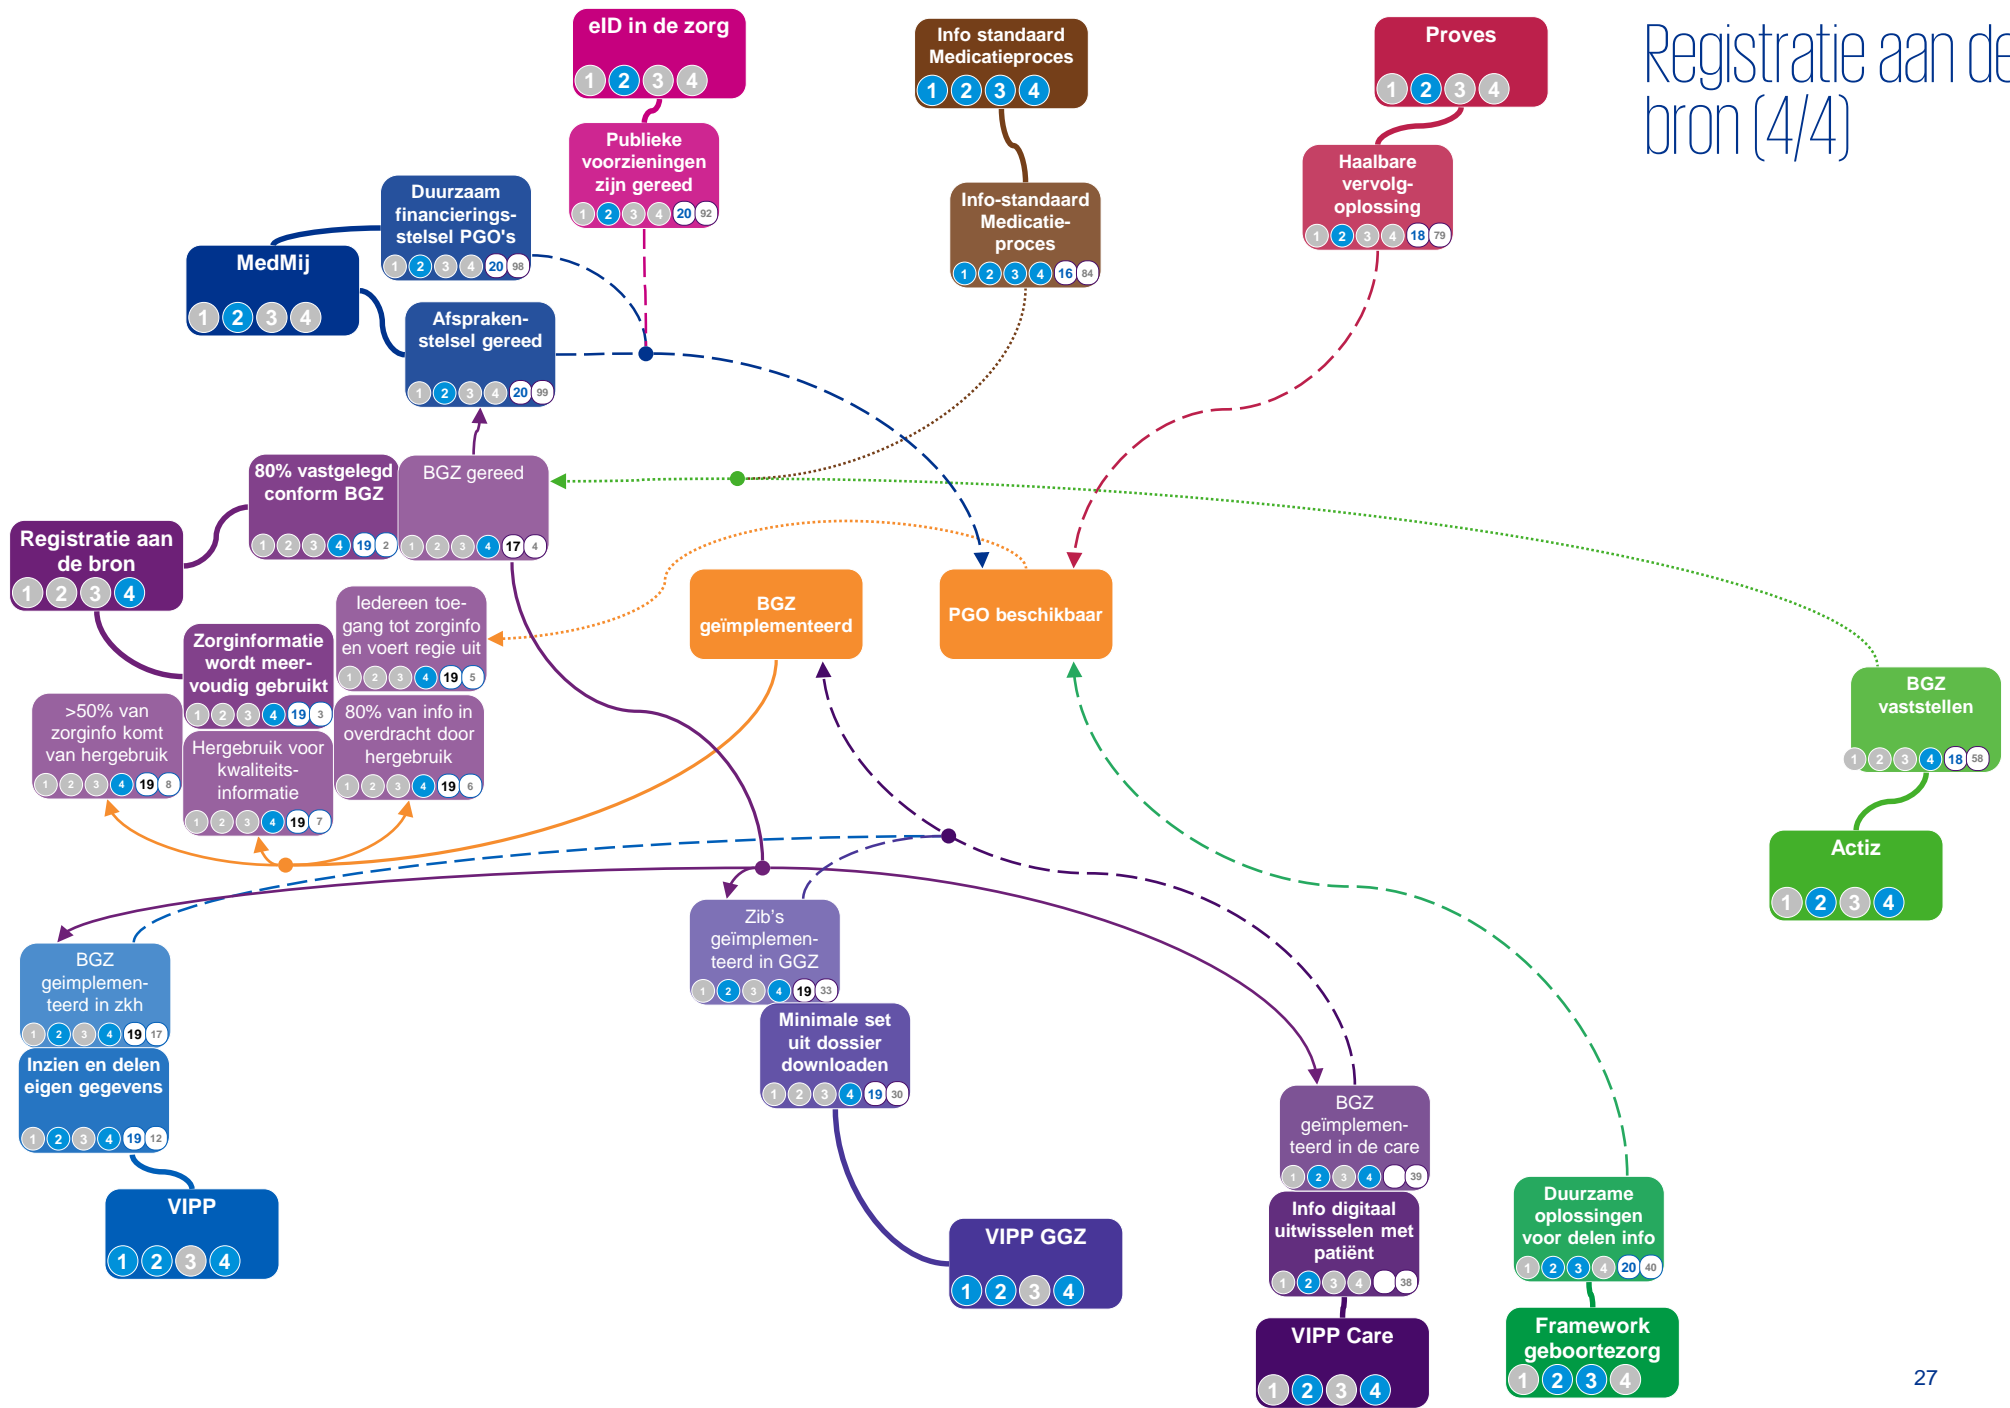 Registratie aan de
bron (4/4)
eID in de zorg
1 2 3 4
Info standaard
Medicatieproces
1 2 3 4
Proves
1 2 3 4
Publieke
voorzieningen
zijn gereed
1 2 3 4 20 92
Haalbare
vervolg-
oplossing
1 2 3 4 18 79
Duurzaam
financierings-
stelsel PGO's
1 2 3 4 20 98
Info-standaard
Medicatie-
proces
1 2 3 4 16 84
MedMij
1 2 3 4
Afspraken-
stelsel gereed
1 2 3 4 20 99
80% vastgelegd
conform BGZ
1 2 3 4 19 2
BGZ gereed
1 2 3 4 17 4
Registratie aan
de bron
1 2 3 4
Iedereen toe-
gang tot zorginfo
en voert regie uit
1 2 3 4 19 5
BGZ
geïmplementeerd
PGO beschikbaar
Zorginformatie
wordt meer-
voudig gebruikt
1 2 3 4 19 3
>50% van
zorginfo komt
van hergebruik
1 2 3 4 19 8
80% van info in
overdracht door
hergebruik
1 2 3 4 19 6
Hergebruik voor
kwaliteits-
informatie
1 2 3 4 19 7
BGZ
vaststellen
1 2 3 4 18 58
Actiz
1 2 3 4
BGZ
geimplemen-
teerd in zkh
1 2 3 4 19 17
Inzien en delen
eigen gegevens
1 2 3 4 19 12
VIPP
1 2 3 4
Zib's
geïmplemen-
teerd in GGZ
1 2 3 4 19 33
Minimale set
uit dossier
downloaden
1 2 3 4 19 30
VIPP GGZ
1 2 3 4
BGZ
geïmplemen-
teerd in de care
1 2 3 4 39
Info digitaal
uitwisselen met
patiënt
1 2 3 4 38
VIPP Care
1 2 3 4
Duurzame
oplossingen
voor delen info
1 2 3 4 20 40
Framework
geboortezorg
1 2 3 4
27